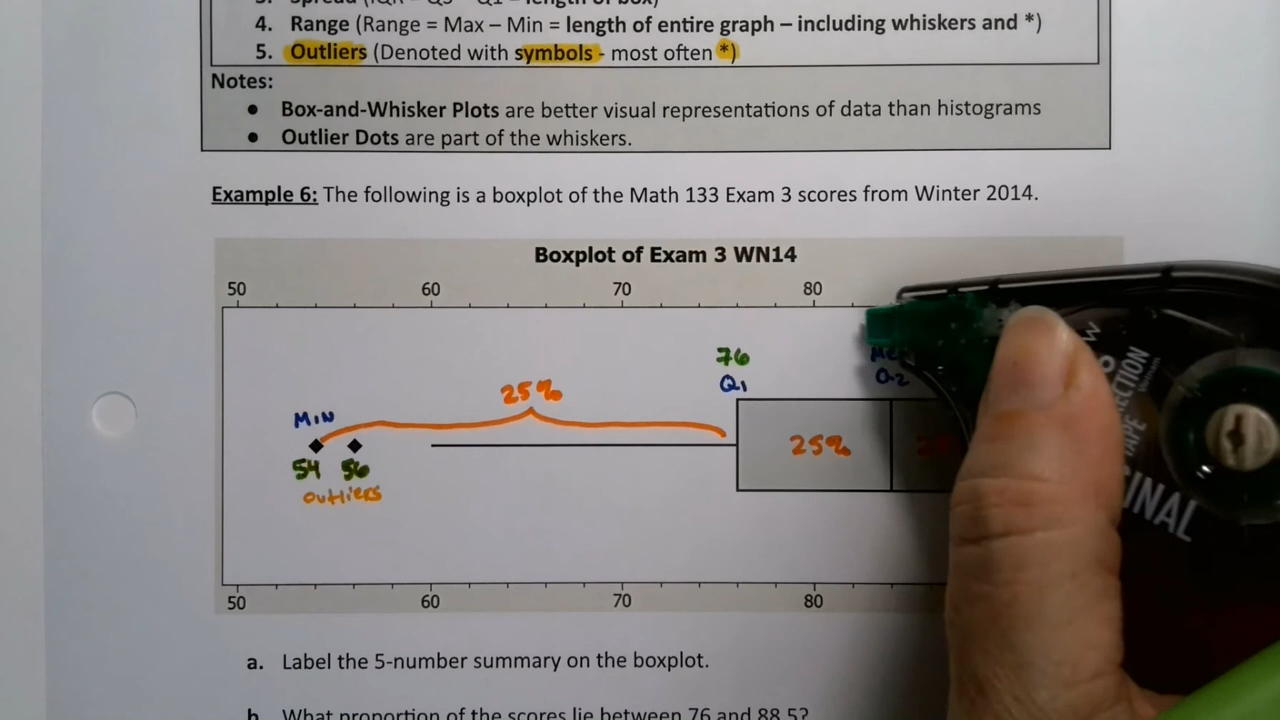 4. Range (Range = Max – Min = length of entire graph – including whiskers and *)
5. Outliers (Denoted with symbols - most often *)
Notes:
• Box-and-Whisker Plots are better visual representations of data than histograms
• Outlier Dots are part of the whiskers.
Example 6: The following is a boxplot of the Math 133 Exam 3 scores from Winter 2014.
Boxplot of Exam 3 WN14
50 60 70 80
76
Q1
Q2
25%
MIN
25%
54 56
outliers
50 60 70 80
a. Label the 5-number summary on the boxplot.
b. What proportion of the scores lie between 76 and 88.5?